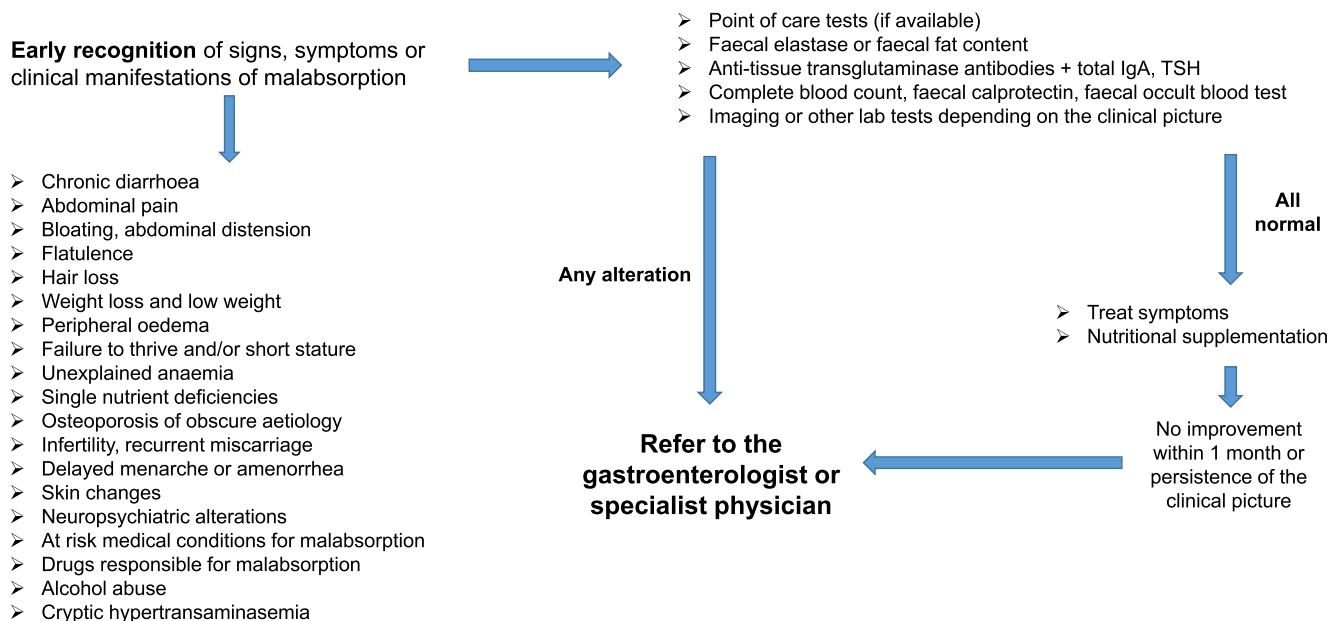 Early recognition of signs, symptoms or
clinical manifestations of malabsorption
➢ Point of care tests (if available)
➢ Faecal elastase or faecal fat content
➢ Anti-tissue transglutaminase antibodies + total IgA, TSH
➢ Complete blood count, faecal calprotectin, faecal occult blood test
➢ Imaging or other lab tests depending on the clinical picture
➢ Chronic diarrhoea
➢ Abdominal pain
➢ Bloating, abdominal distension
➢ Flatulence
➢ Hair loss
➢ Weight loss and low weight
➢ Peripheral oedema
➢ Failure to thrive and/or short stature
➢ Unexplained anaemia
➢ Single nutrient deficiencies
➢ Osteoporosis of obscure aetiology
➢ Infertility, recurrent miscarriage
➢ Delayed menarche or amenorrhea
➢ Skin changes
➢ Neuropsychiatric alterations
➢ At risk medical conditions for malabsorption
➢ Drugs responsible for malabsorption
➢ Alcohol abuse
➢ Cryptic hypertransaminasemia
Any alteration
All
normal
➢ Treat symptoms
➢ Nutritional supplementation
No improvement
within 1 month or
persistence of the
clinical picture
Refer to the
gastroenterologist or
specialist physician